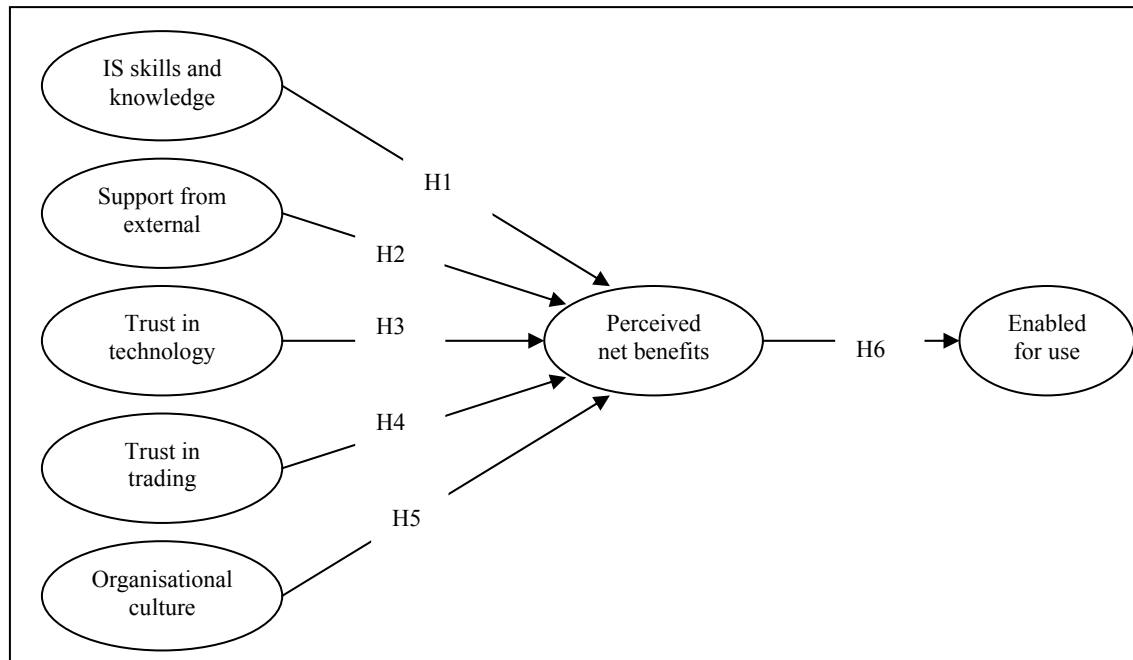 IS skills and
knowledge
H1
Support from
external
H2
Trust in
technology
H3
Perceived
net benefits
H6
Enabled
for use
Trust in
trading
H4
Organisational
culture
H5